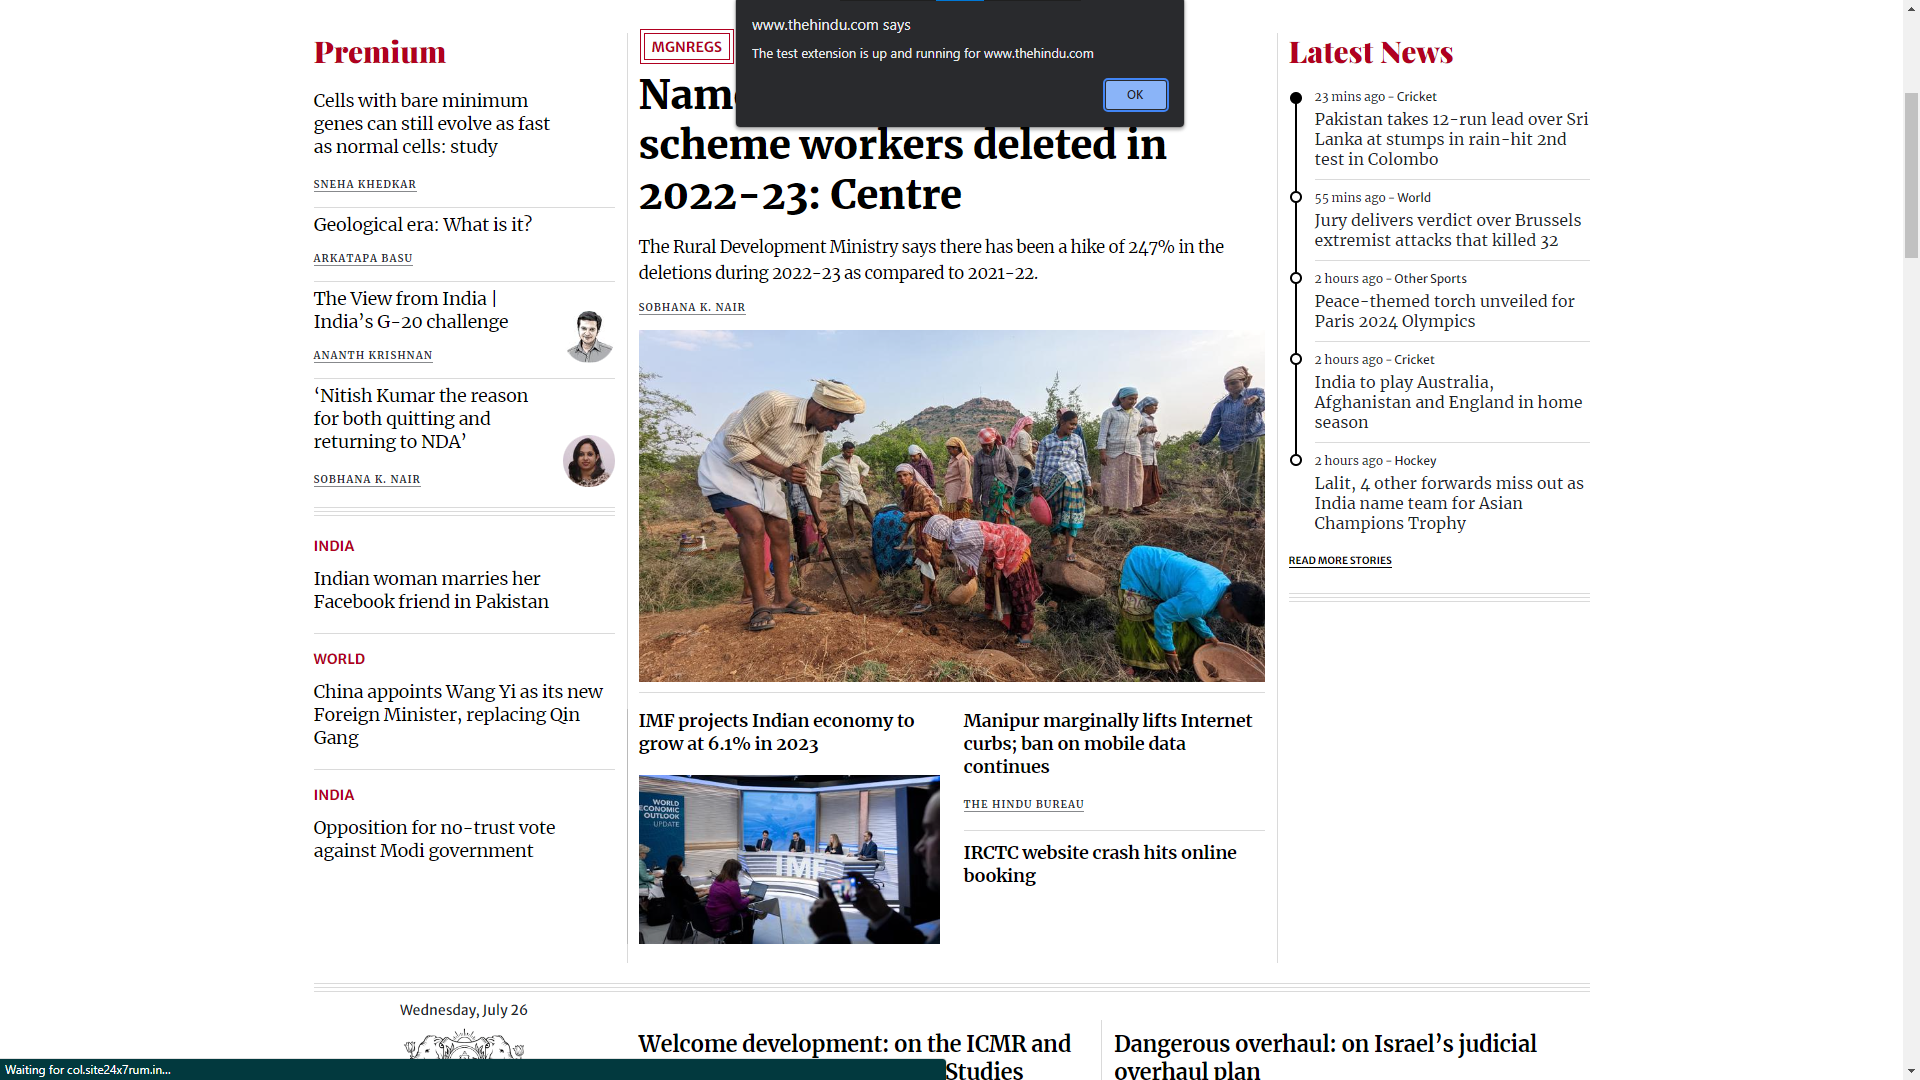 www.thehindu.com says
The test extension is up and running for www.thehindu.com
OK
Premium
Cells with bare minimum
genes can still evolve as fast
as normal cells: study
SNEHA KHEDKAR
Geological era: What is it?
ARKATAPA BASU
The View from India |
India’s G-20 challenge
ANANTH KRISHNAN
‘Nitish Kumar the reason
for both quitting and
returning to NDA’
SOBHANA K. NAIR
INDIA
Indian woman marries her
Facebook friend in Pakistan
WORLD
China appoints Wang Yi as its new
Foreign Minister, replacing Qin
Gang
INDIA
Opposition for no-trust vote
against Modi government
MGNREGS
scheme workers deleted in
2022-23: Centre
The Rural Development Ministry says there has been a hike of 247% in the
deletions during 2022-23 as compared to 2021-22.
SOBHANA K. NAIR
IMF projects Indian economy to
grow at 6.1% in 2023
WORLD
ECONOMIC
OUTLOOK
UPDATE
IMF
Manipur marginally lifts Internet
curbs; ban on mobile data
continues
THE HINDU BUREAU
IRCTC website crash hits online
booking
Latest News
23 mins ago - Cricket
Pakistan takes 12-run lead over Sri
Lanka at stumps in rain-hit 2nd
test in Colombo
55 mins ago - World
Jury delivers verdict over Brussels
extremist attacks that killed 32
2 hours ago - Other Sports
Peace-themed torch unveiled for
Paris 2024 Olympics
2 hours ago - Cricket
India to play Australia,
Afghanistan and England in home
season
2 hours ago - Hockey
Lalit, 4 other forwards miss out as
India name team for Asian
Champions Trophy
READ MORE STORIES
Wednesday, July 26
Welcome development: on the ICMR and
Studies
Dangerous overhaul: on Israel’s judicial
overhaul plan
Waiting for col.site24x7rum.in...